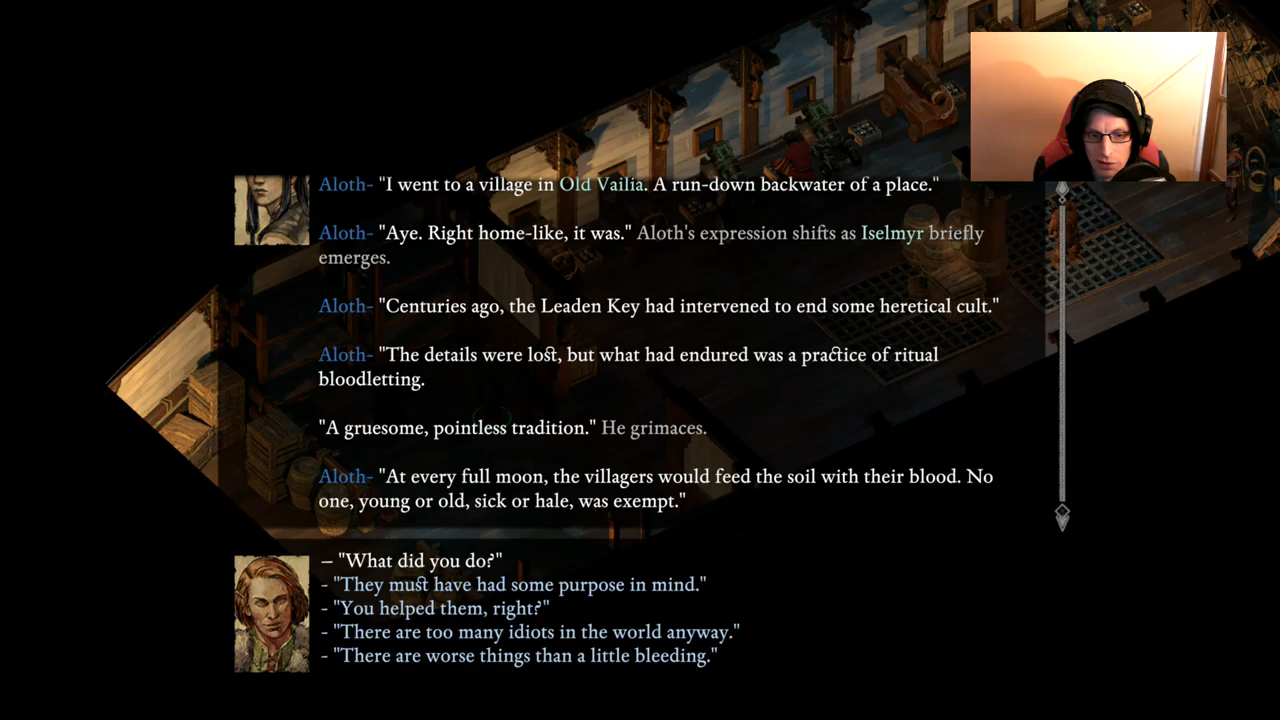 Aloth- "I went to a village in Old Vailia. A run-down backwater of a place."
Aloth- "Aye. Right home-like, it was." Aloth's expression shifts as Iselmyr briefly
emerges.
Aloth- "Centuries ago, the Leaden Key had intervened to end some heretical cult."
Aloth- "The details were lost, but what had endured was a practice of ritual
bloodletting.
"A gruesome, pointless tradition." He grimaces.
Aloth- "At every full moon, the villagers would feed the soil with their blood. No
one, young or old, sick or hale, was exempt."
– "What did you do?"
- "They must have had some purpose in mind."
- "You helped them, right?"
- "There are too many idiots in the world anyway."
- "There are worse things than a little bleeding."